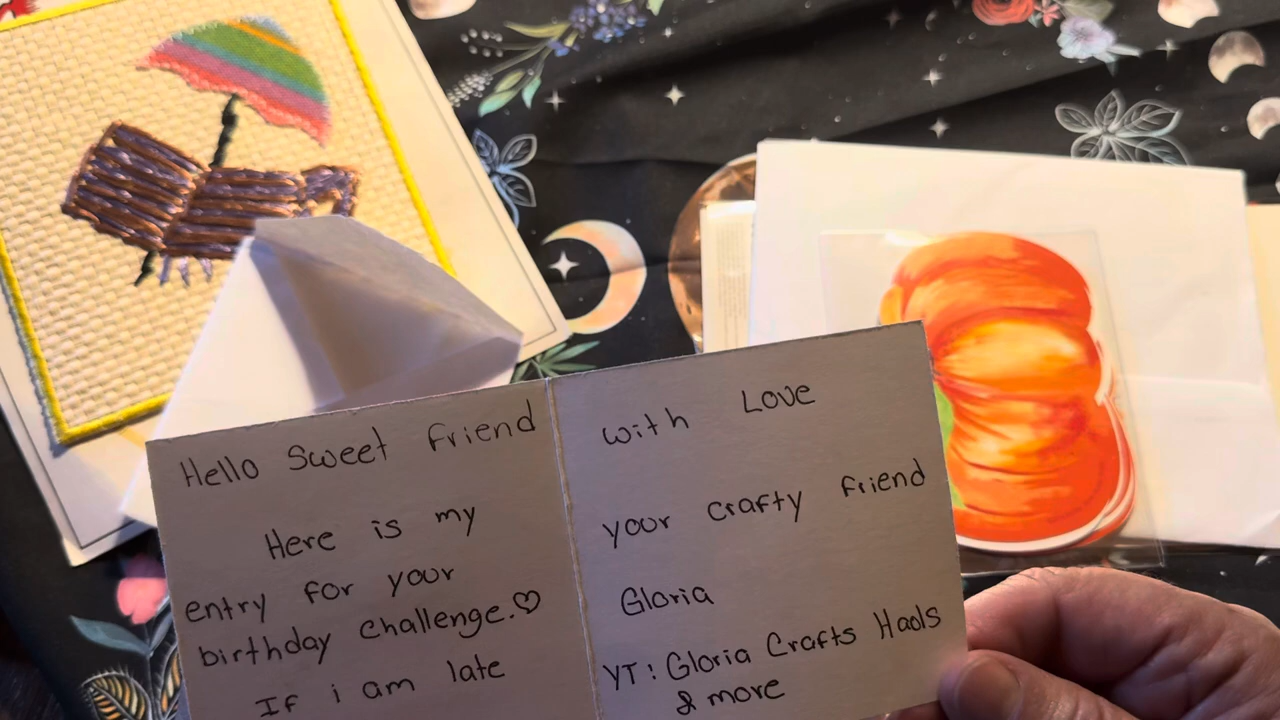 Hello Sweet friend
Here is my
entry for your
birthday challenge.♡
If i am late
with Love
your crafty friend
Gloria
YT: Gloria Crafts Haols
& more